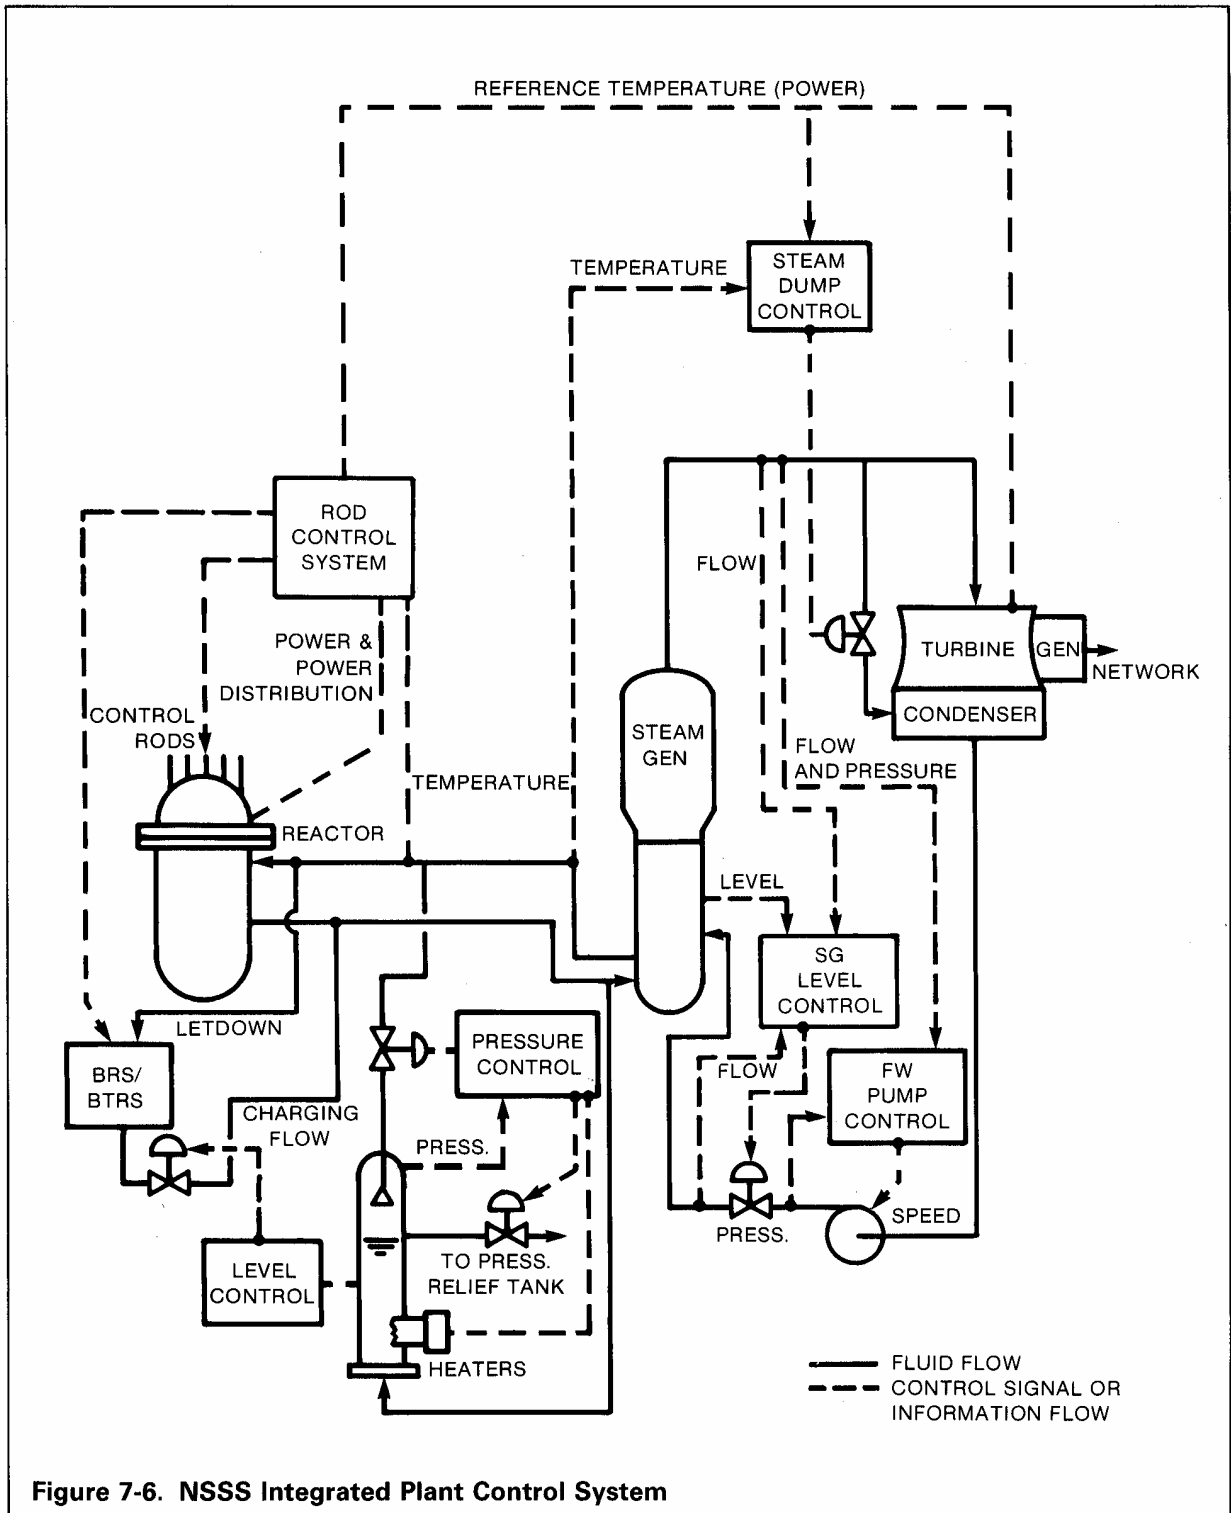 REFERENCE TEMPERATURE (POWER)
STEAM
DUMP
CONTROL
TEMPERATURE
ROD
CONTROL
SYSTEM
FLOW
POWER &
POWER
DISTRIBUTION
TURBINE
GEN
NETWORK
CONDENSER
CONTROL
RODS
STEAM
GEN
FLOW
AND PRESSURE
TEMPERATURE
REACTOR
LEVEL
SG
LEVEL
CONTROL
LETDOWN
PRESSURE
CONTROL
BRS/
BTRS
FLOW
FW
PUMP
CONTROL
CHARGING
FLOW
PRESS.
SPEED
PRESS.
LEVEL
CONTROL
TO PRESS.
RELIEF TANK
HEATERS
FLUID FLOW
CONTROL SIGNAL OR
INFORMATION FLOW
Figure 7-6. NSSS Integrated Plant Control System